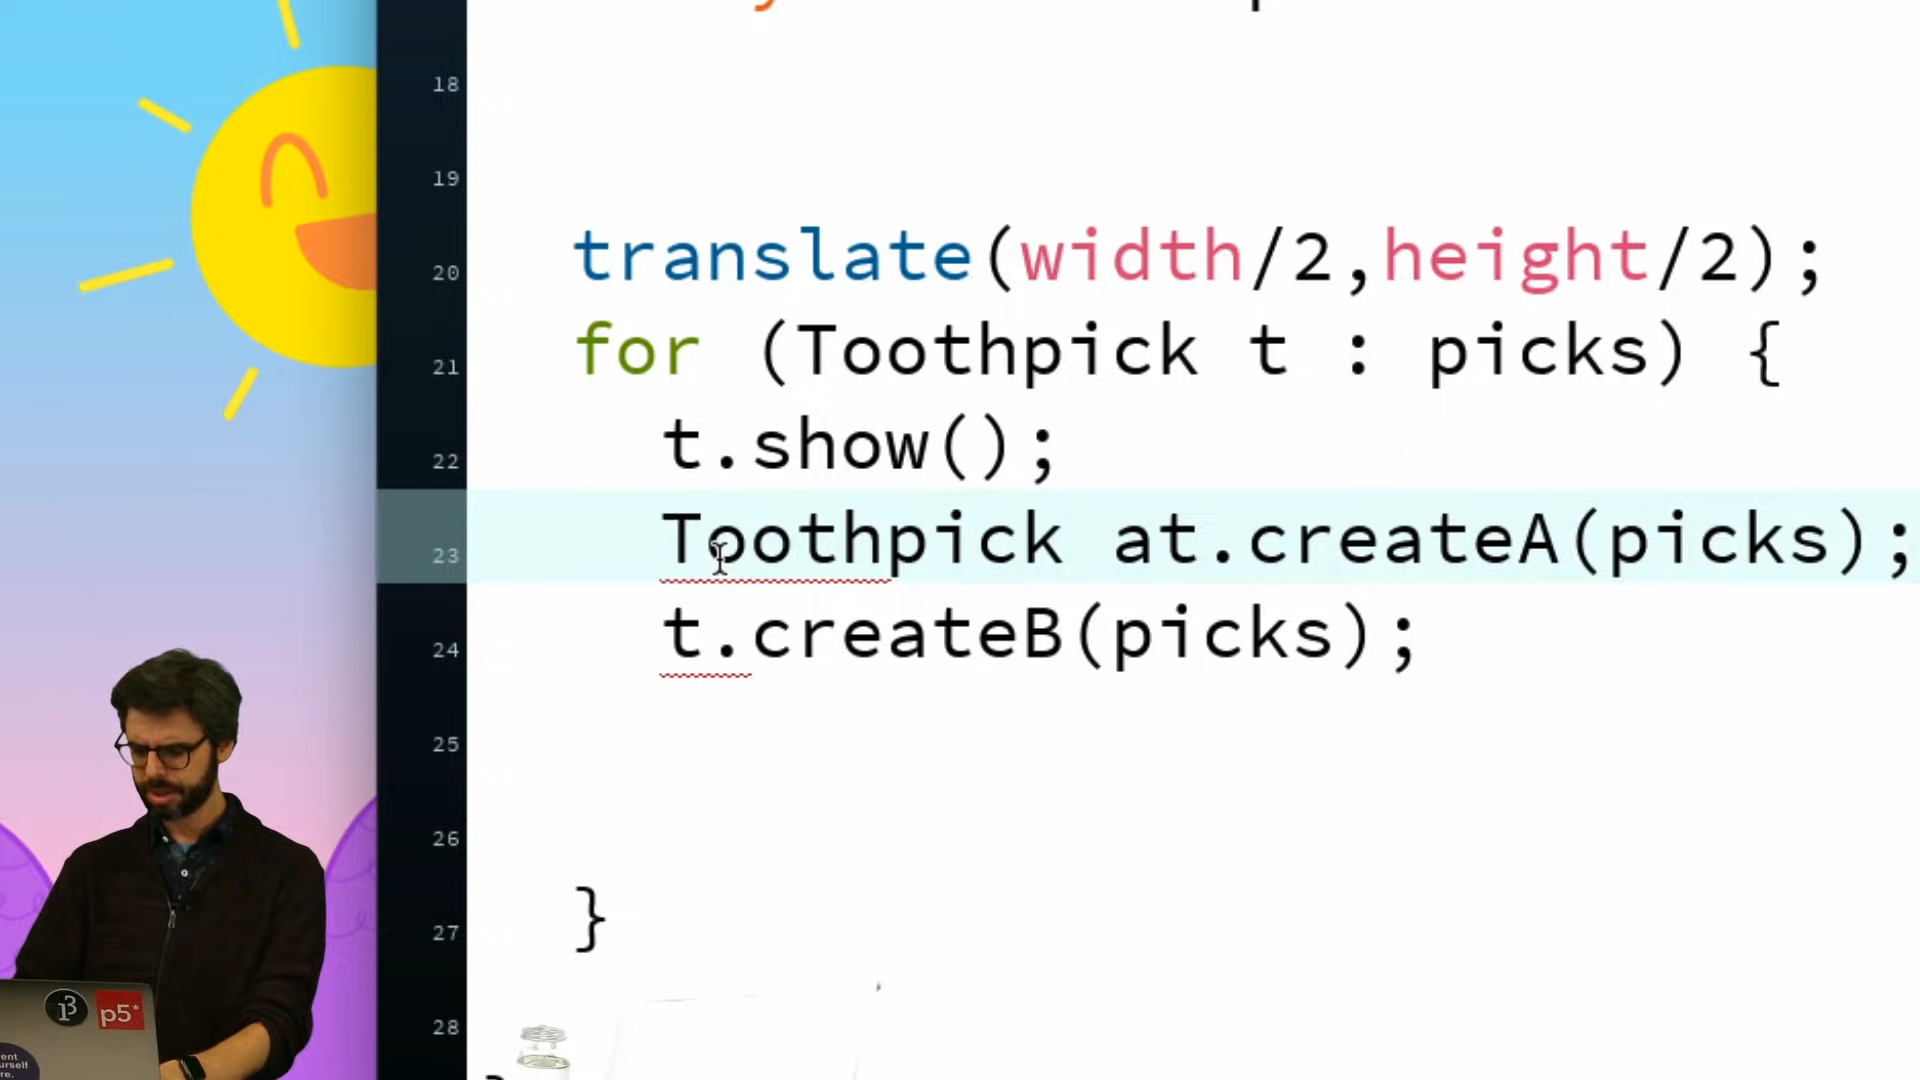 18
19
20 translate(width/2,height/2);
21 for (Toothpick t : picks) {
22 t.show();
23 Toothpick at.createA(picks);
24 t.createB(picks);
25
26
27 }
28
p5*